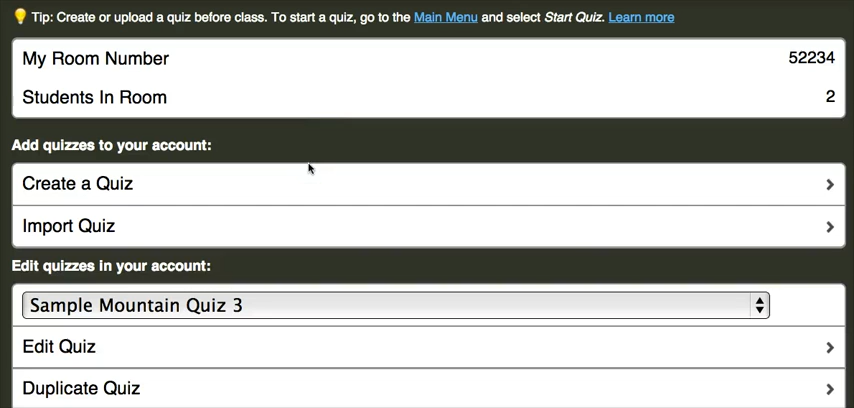 Tip: Create or upload a quiz before class. To start a quiz, go to the Main Menu and select Start Quiz. Learn more
My Room Number 52234
Students In Room 2
Add quizzes to your account:
Create a Quiz
Import Quiz
Edit quizzes in your account:
Sample Mountain Quiz 3
Edit Quiz
Duplicate Quiz